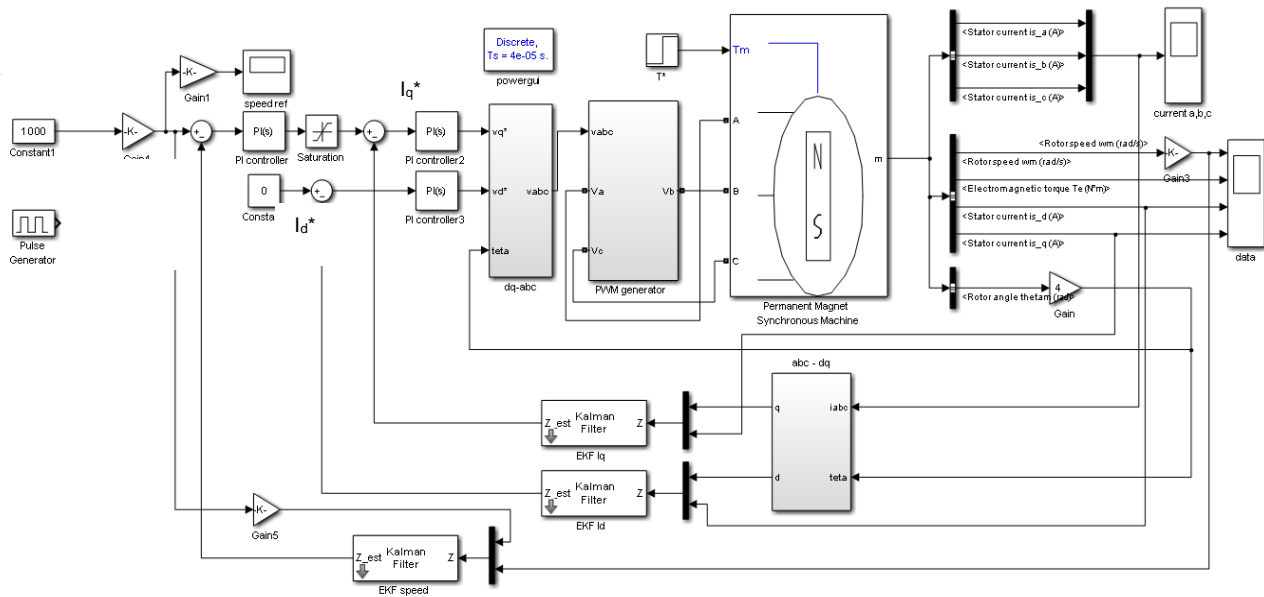 Discrete,
Ts = 4e-05 s.
powergui
T*
Tm
A
B
C
m
N
S
Permanent Magnet
Synchronous Machine
<Stator current is_a (A)>
<Stator current is_b (A)>
<Stator current is_c (A)>
current a,b,c
-K-
Gain1
speed ref
1000
Constant1
-K-
Gain4
+_
PI(s)
PI controller
Saturation
+_
Iq*
PI(s)
PI controller2
0
Consta
+_
Id*
PI(s)
PI controller3
vq*
vd*
vabc
teta
dq-abc
vabc
Va
Vb
Vc
PWM generator
<Rotor speed wm (rad/s)>
<Rotor speed wm (rad/s)>
-K-
Gain3
<Electromagnetic torque Te (N*m)>
<Stator current is_d (A)>
<Stator current is_q (A)>
data
<Rotor angle thetam (rad)>
4
Gain
Pulse
Generator
abc - dq
q
iabc
d
teta
Z_est
Kalman
Filter
Z
EKF Iq
Z_est
Kalman
Filter
Z
EKF Id
-K-
Gain5
Z_est
Kalman
Filter
Z
EKF speed